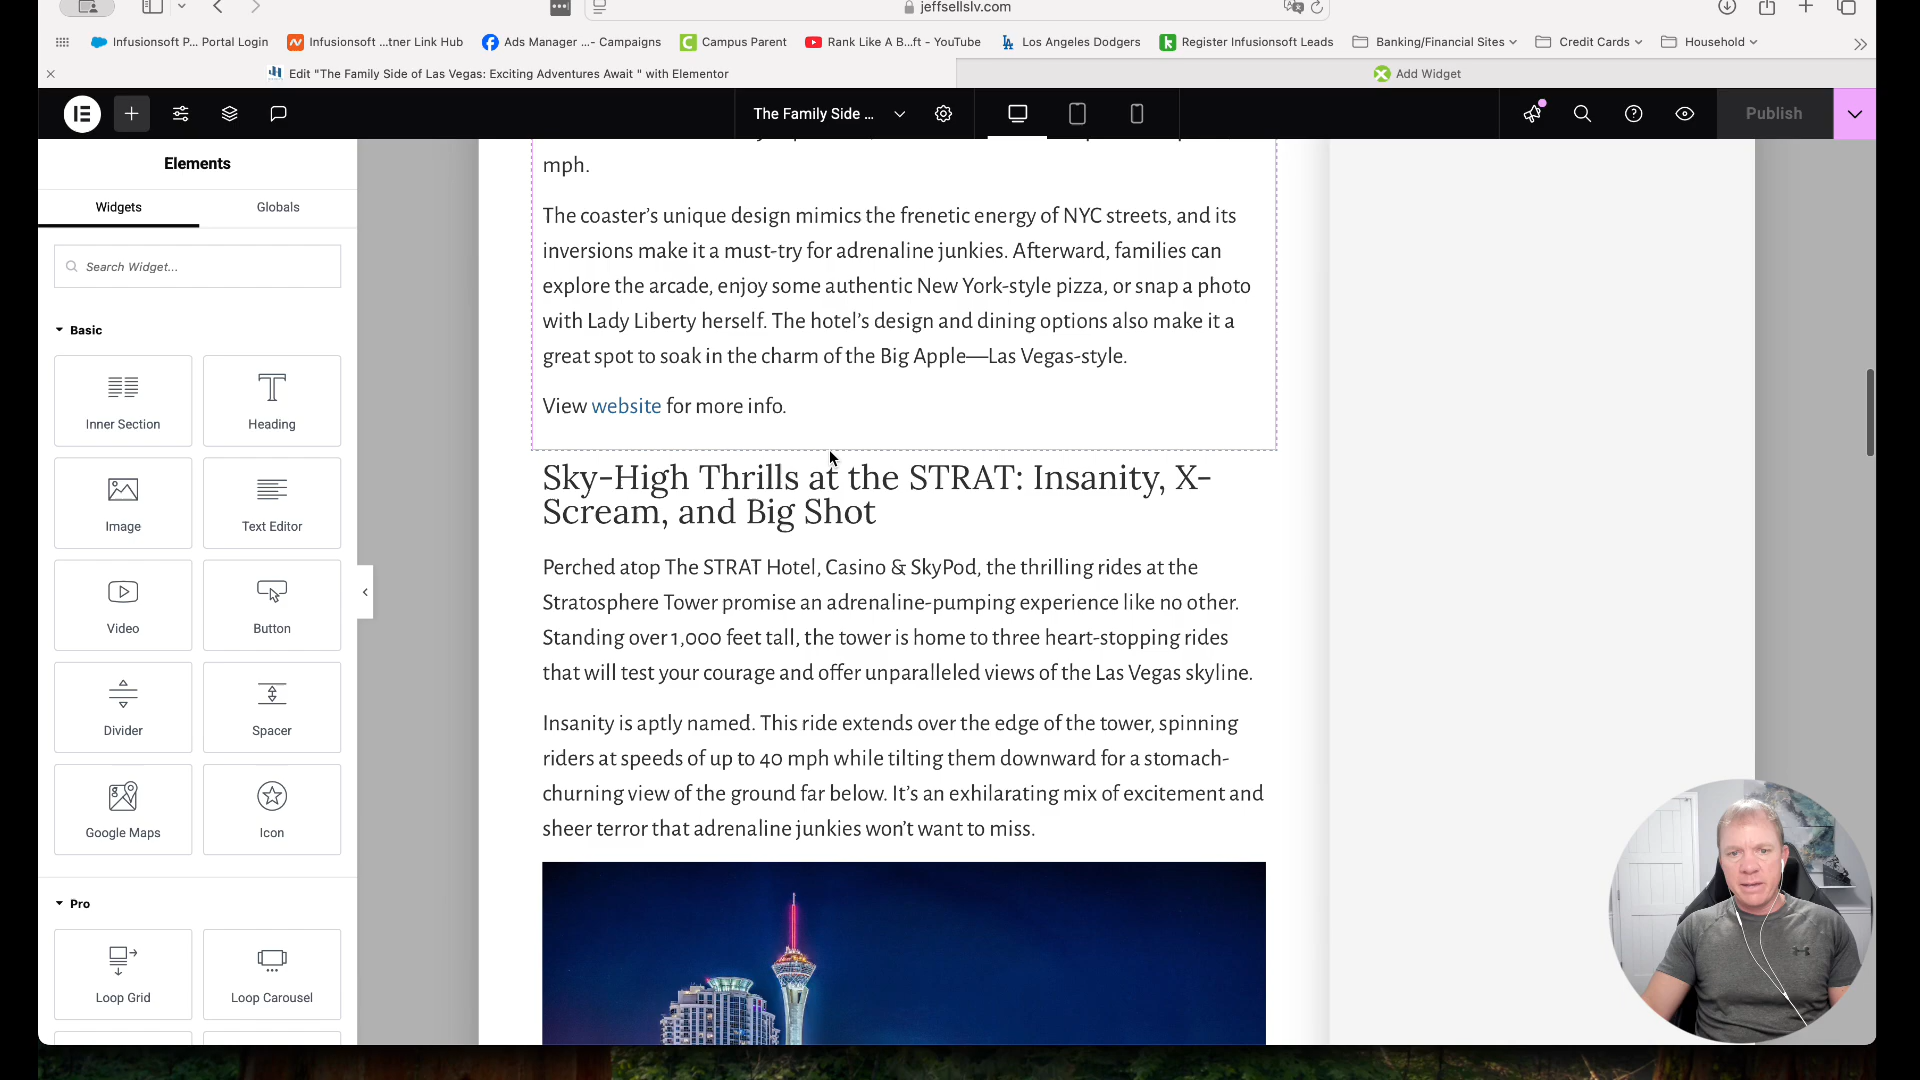 jeffsellslv.com
Infusionsoft P... Portal Login
Infusionsoft ...tner Link Hub
Ads Manager ...- Campaigns
Campus Parent
Rank Like A B...ft - YouTube
Los Angeles Dodgers
Register Infusionsoft Leads
Banking/Financial Sites
Credit Cards
Household
Edit "The Family Side of Las Vegas: Exciting Adventures Await " with Elementor
Add Widget
The Family Side ...
Publish
Elements
Widgets
Globals
Search Widget...
Basic
Inner Section
Heading
Image
Text Editor
Video
Button
Divider
Spacer
Google Maps
Icon
Pro
Loop Grid
Loop Carousel
mph.
The coaster’s unique design mimics the frenetic energy of NYC streets, and its
inversions make it a must-try for adrenaline junkies. Afterward, families can
explore the arcade, enjoy some authentic New York-style pizza, or snap a photo
with Lady Liberty herself. The hotel’s design and dining options also make it a
great spot to soak in the charm of the Big Apple—Las Vegas-style.
View website for more info.
Sky-High Thrills at the STRAT: Insanity, X-
Scream, and Big Shot
Perched atop The STRAT Hotel, Casino & SkyPod, the thrilling rides at the
Stratosphere Tower promise an adrenaline-pumping experience like no other.
Standing over 1,000 feet tall, the tower is home to three heart-stopping rides
that will test your courage and offer unparalleled views of the Las Vegas skyline.
Insanity is aptly named. This ride extends over the edge of the tower, spinning
riders at speeds of up to 40 mph while tilting them downward for a stomach-
churning view of the ground far below. It’s an exhilarating mix of excitement and
sheer terror that adrenaline junkies won’t want to miss.